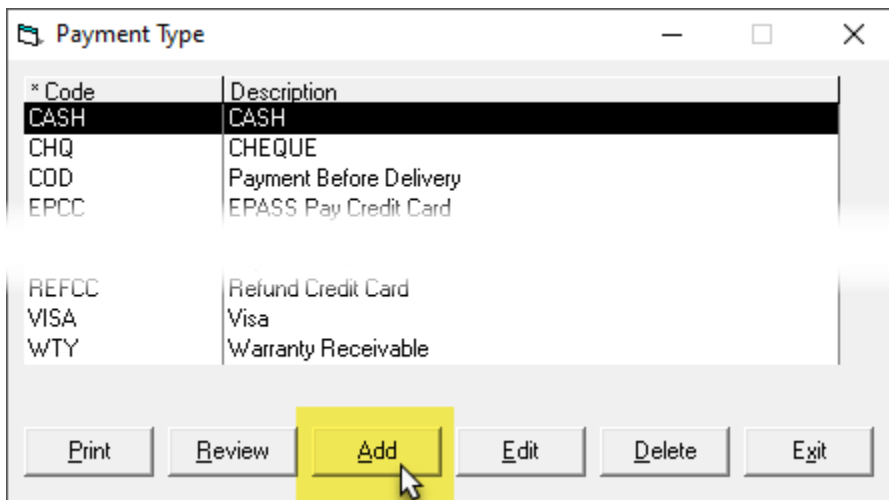 Payment Type
* Code Description
CASH CASH
CHQ CHEQUE
COD Payment Before Delivery
EPCC EPASS Pay Credit Card
REFCC Refund Credit Card
VISA Visa
WTY Warranty Receivable
Print Review Add Edit Delete Exit